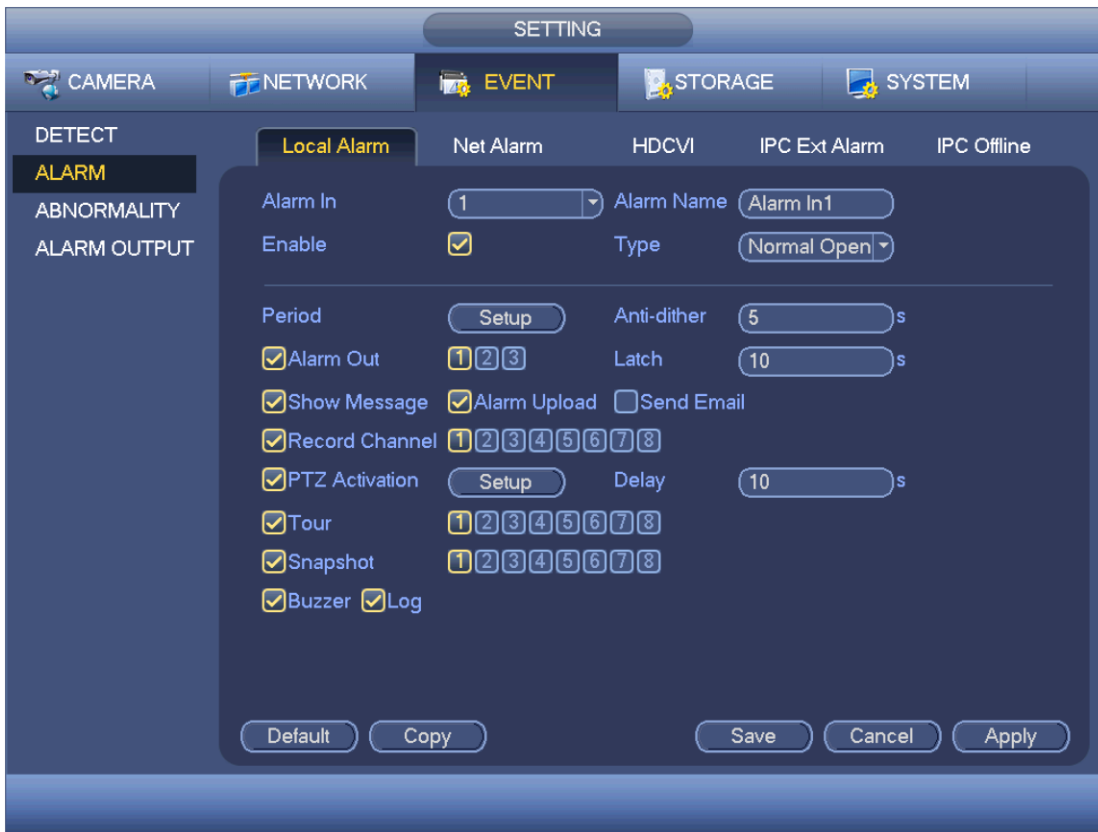 SETTING
CAMERA NETWORK EVENT STORAGE SYSTEM
DETECT
ALARM
ABNORMALITY
ALARM OUTPUT
Local Alarm Net Alarm HDCVI IPC Ext Alarm IPC Offline
Alarm In 1 Alarm Name Alarm In1
Enable Type Normal Open
Period Setup Anti-dither 5 s
Alarm Out 1 2 3 Latch 10 s
Show Message Alarm Upload Send Email
Record Channel 1 2 3 4 5 6 7 8
PTZ Activation Setup Delay 10 s
Tour 1 2 3 4 5 6 7 8
Snapshot 1 2 3 4 5 6 7 8
Buzzer Log
Default Copy Save Cancel Apply